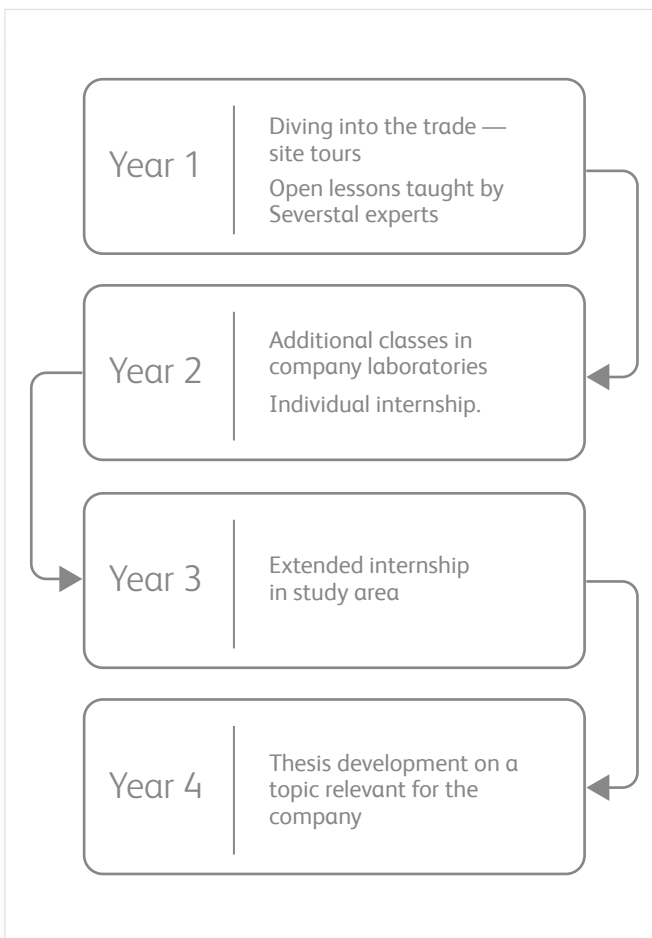 Year 1
Diving into the trade —
site tours
Open lessons taught by
Severstal experts
Year 2
Additional classes in
company laboratories
Individual internship.
Year 3
Extended internship
in study area
Year 4
Thesis development on a
topic relevant for the
company